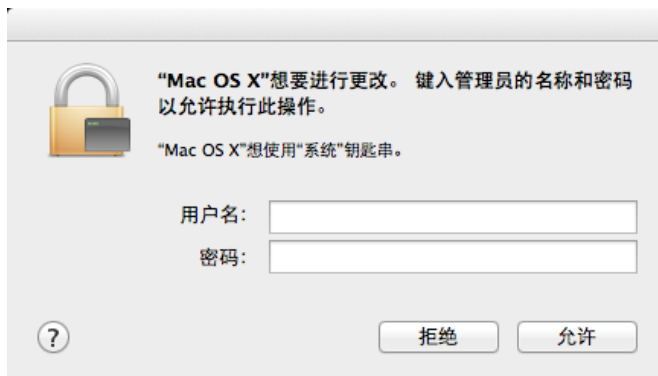 “Mac OS X”想要进行更改。 键入管理员的名称和密码
以允许执行此操作。
“Mac OS X”想使用“系统”钥匙串。
用户名：
密码：
?
拒绝
允许